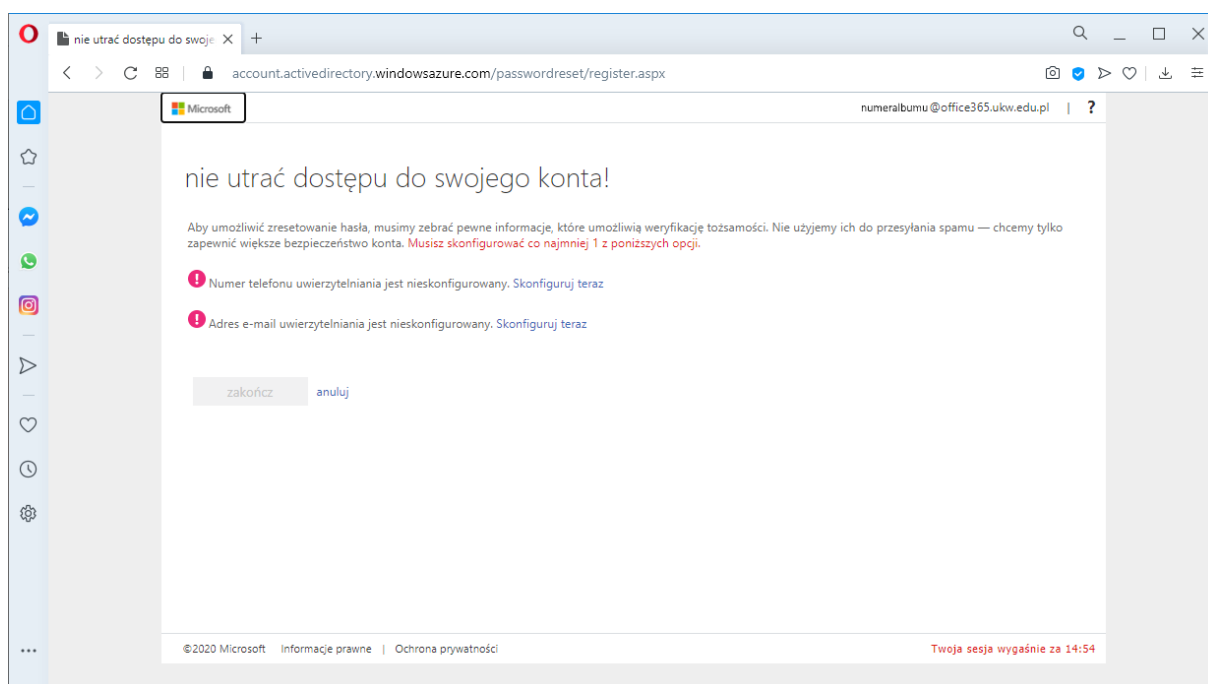 nie utrać dostępu do swoje
account.activedirectory.windowsazure.com/passwordreset/register.aspx
Microsoft
numeralbumu@office365.ukw.edu.pl | ?
nie utrać dostępu do swojego konta!
Aby umożliwić zresetowanie hasła, musimy zebrać pewne informacje, które umożliwią weryfikację tożsamości. Nie użyjemy ich do przesyłania spamu — chcemy tylko
zapewnić większe bezpieczeństwo konta. Musisz skonfigurować co najmniej 1 z poniższych opcji.
Numer telefonu uwierzytelniania jest nieskonfigurowany. Skonfiguruj teraz
Adres e-mail uwierzytelniania jest nieskonfigurowany. Skonfiguruj teraz
zakończ anuluj
©2020 Microsoft Informacje prawne | Ochrona prywatności Twoja sesja wygaśnie za 14:54